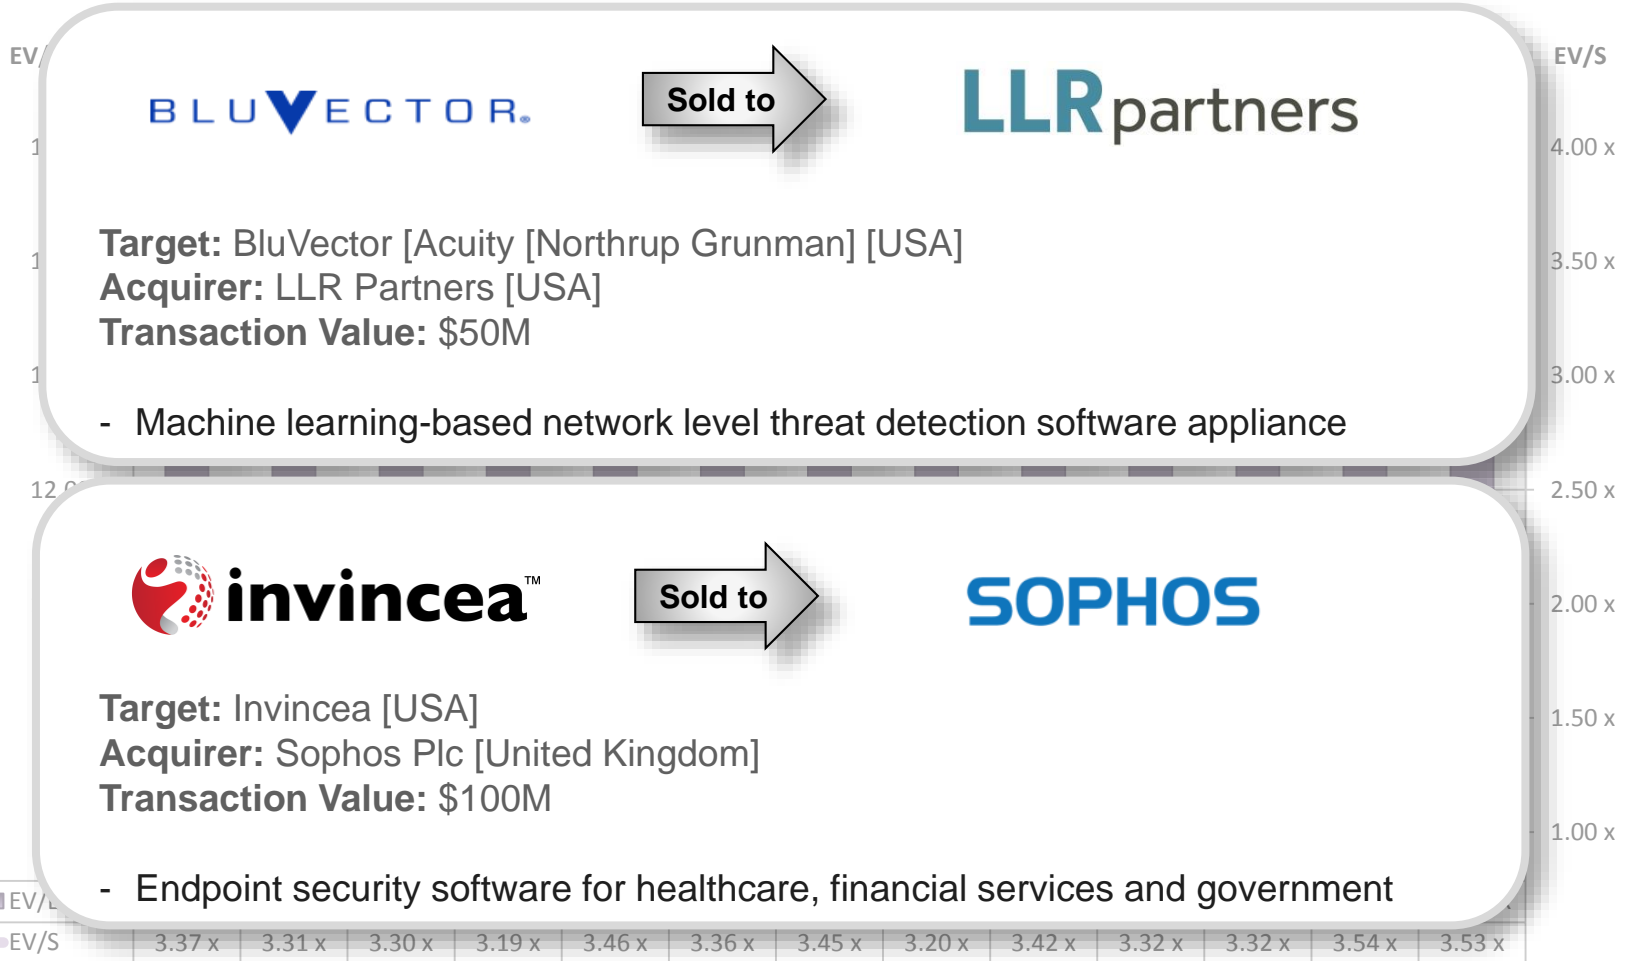 EV/S
BLUVECTOR®
Sold to
LLR partners
4.00 x
Target: BluVector [Acuity [Northrup Grunman] [USA]
3.50 x
Acquirer: LLR Partners [USA]
Transaction Value: $50M
3.00 x
- Machine learning-based network level threat detection software appliance
2.50 x
invincea™
Sold to
SOPHOS
2.00 x
Target: Invincea [USA]
1.50 x
Acquirer: Sophos Plc [United Kingdom]
Transaction Value: $100M
1.00 x
- Endpoint security software for healthcare, financial services and government
EV/S 3.37 x 3.31 x 3.30 x 3.19 x 3.46 x 3.36 x 3.45 x 3.20 x 3.42 x 3.32 x 3.32 x 3.54 x 3.53 x